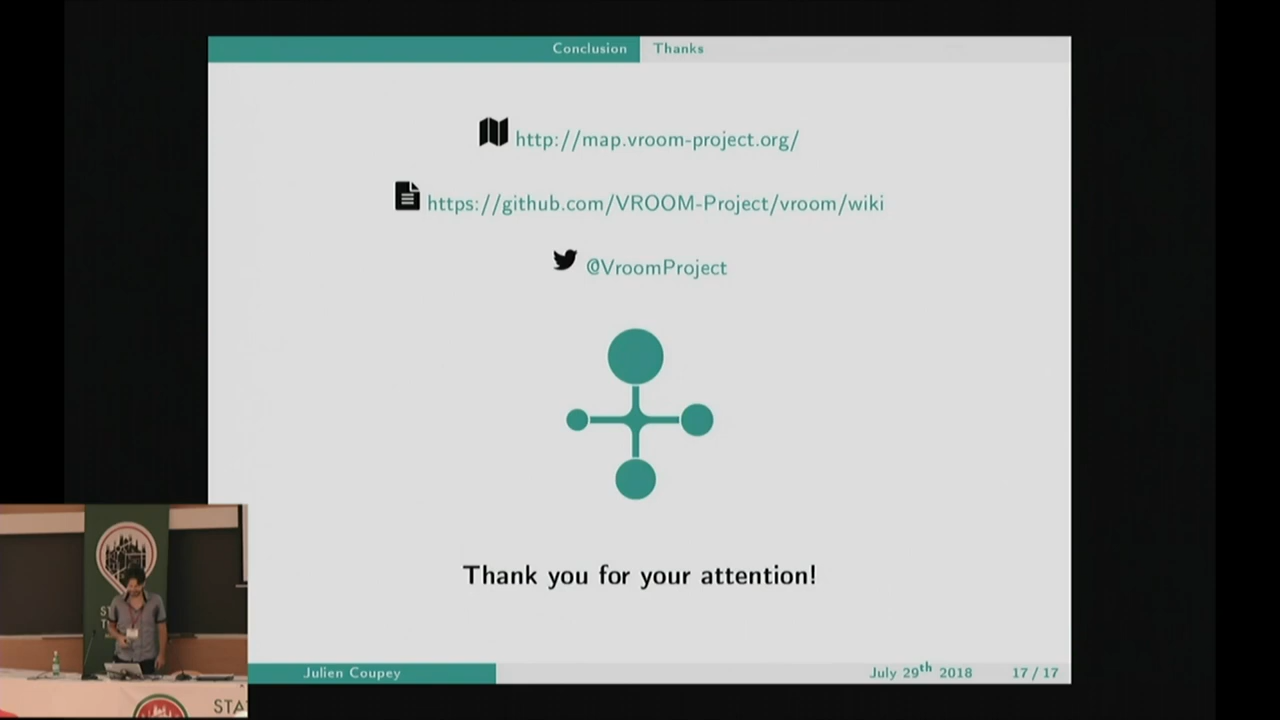 Conclusion Thanks
http://map.vroom-project.org/
https://github.com/VROOM-Project/vroom/wiki
@VroomProject
Thank you for your attention!
Julien Coupey July 29th 2018 17 / 17